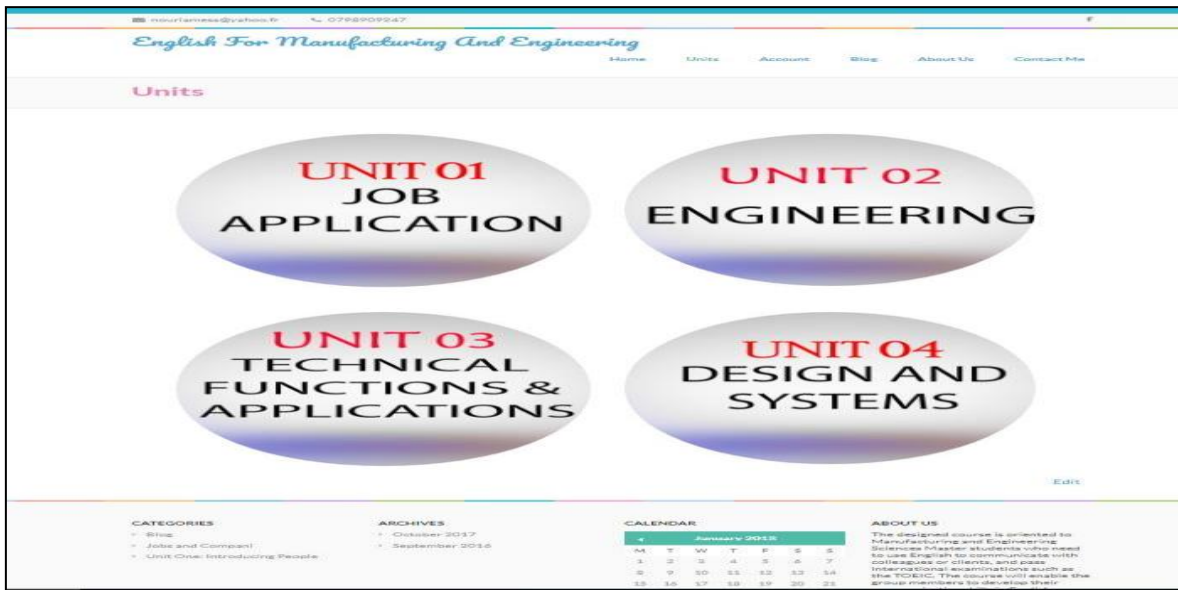 0798909247 f
English For Manufacturing And Engineering
Home Units Account Blog About Us Contact Me
Units
UNIT 01
JOB
APPLICATION
UNIT 02
ENGINEERING
UNIT 03
TECHNICAL
FUNCTIONS &
APPLICATIONS
UNIT 04
DESIGN AND
SYSTEMS
Edit
CATEGORIES
Blog
Jobs and Compani
Unit One: Introducing People
ARCHIVES
October 2017
September 2016
CALENDAR
January 2018
M T W T F S S
1 2 3 4 5 6 7
8 9 10 11 12 13 14
15 16 17 18 19 20 21
ABOUT US
The designed course is oriented to
Manufacturing and Engineering
Sciences Master students who need
to use English to communicate with
colleagues or clients, and pass
international examinations such as
the TOEIC. The course will enable the
group members to develop their